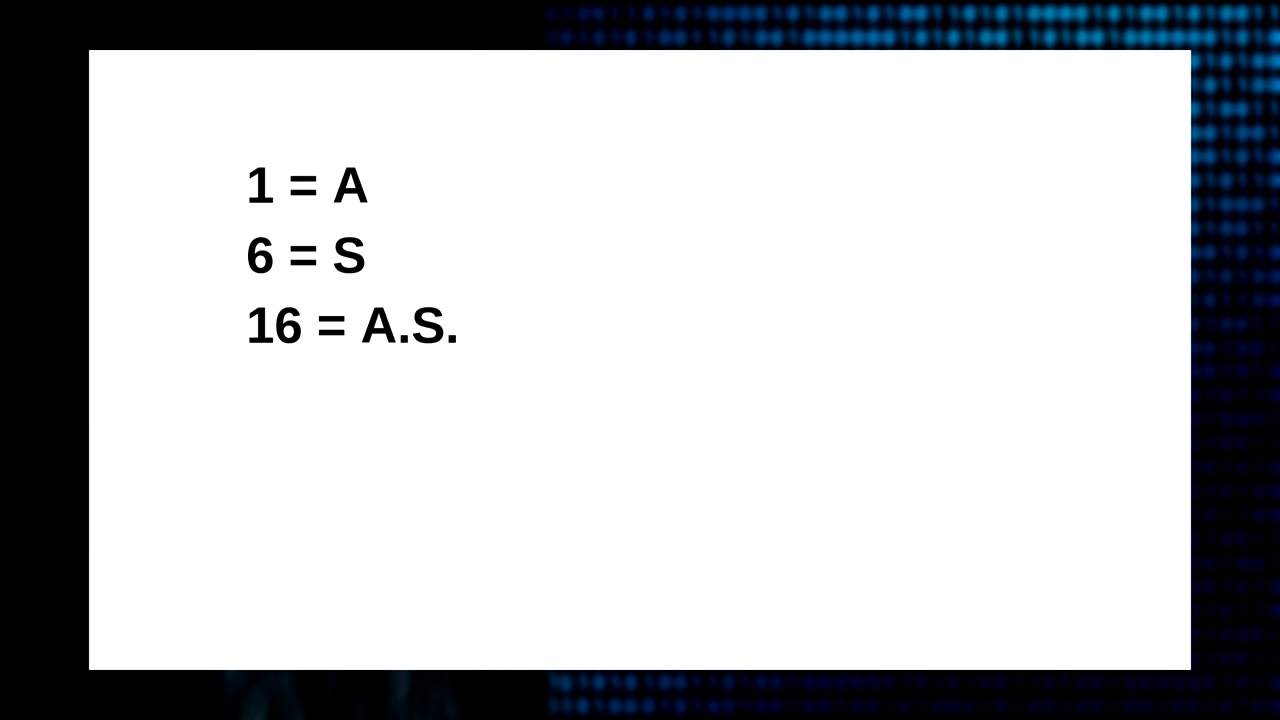 1 = A
6 = S
16 = A.S.